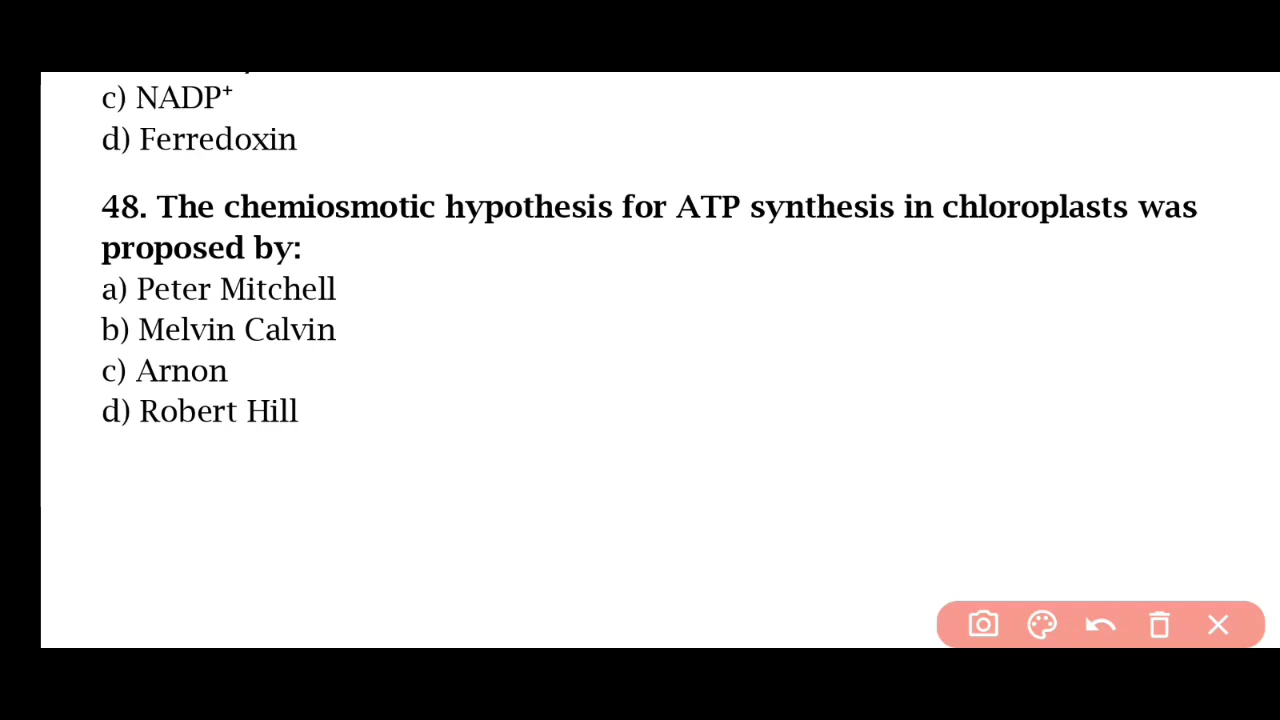 c) NADP⁺
d) Ferredoxin
48. The chemiosmotic hypothesis for ATP synthesis in chloroplasts was
proposed by:
a) Peter Mitchell
b) Melvin Calvin
c) Arnon
d) Robert Hill